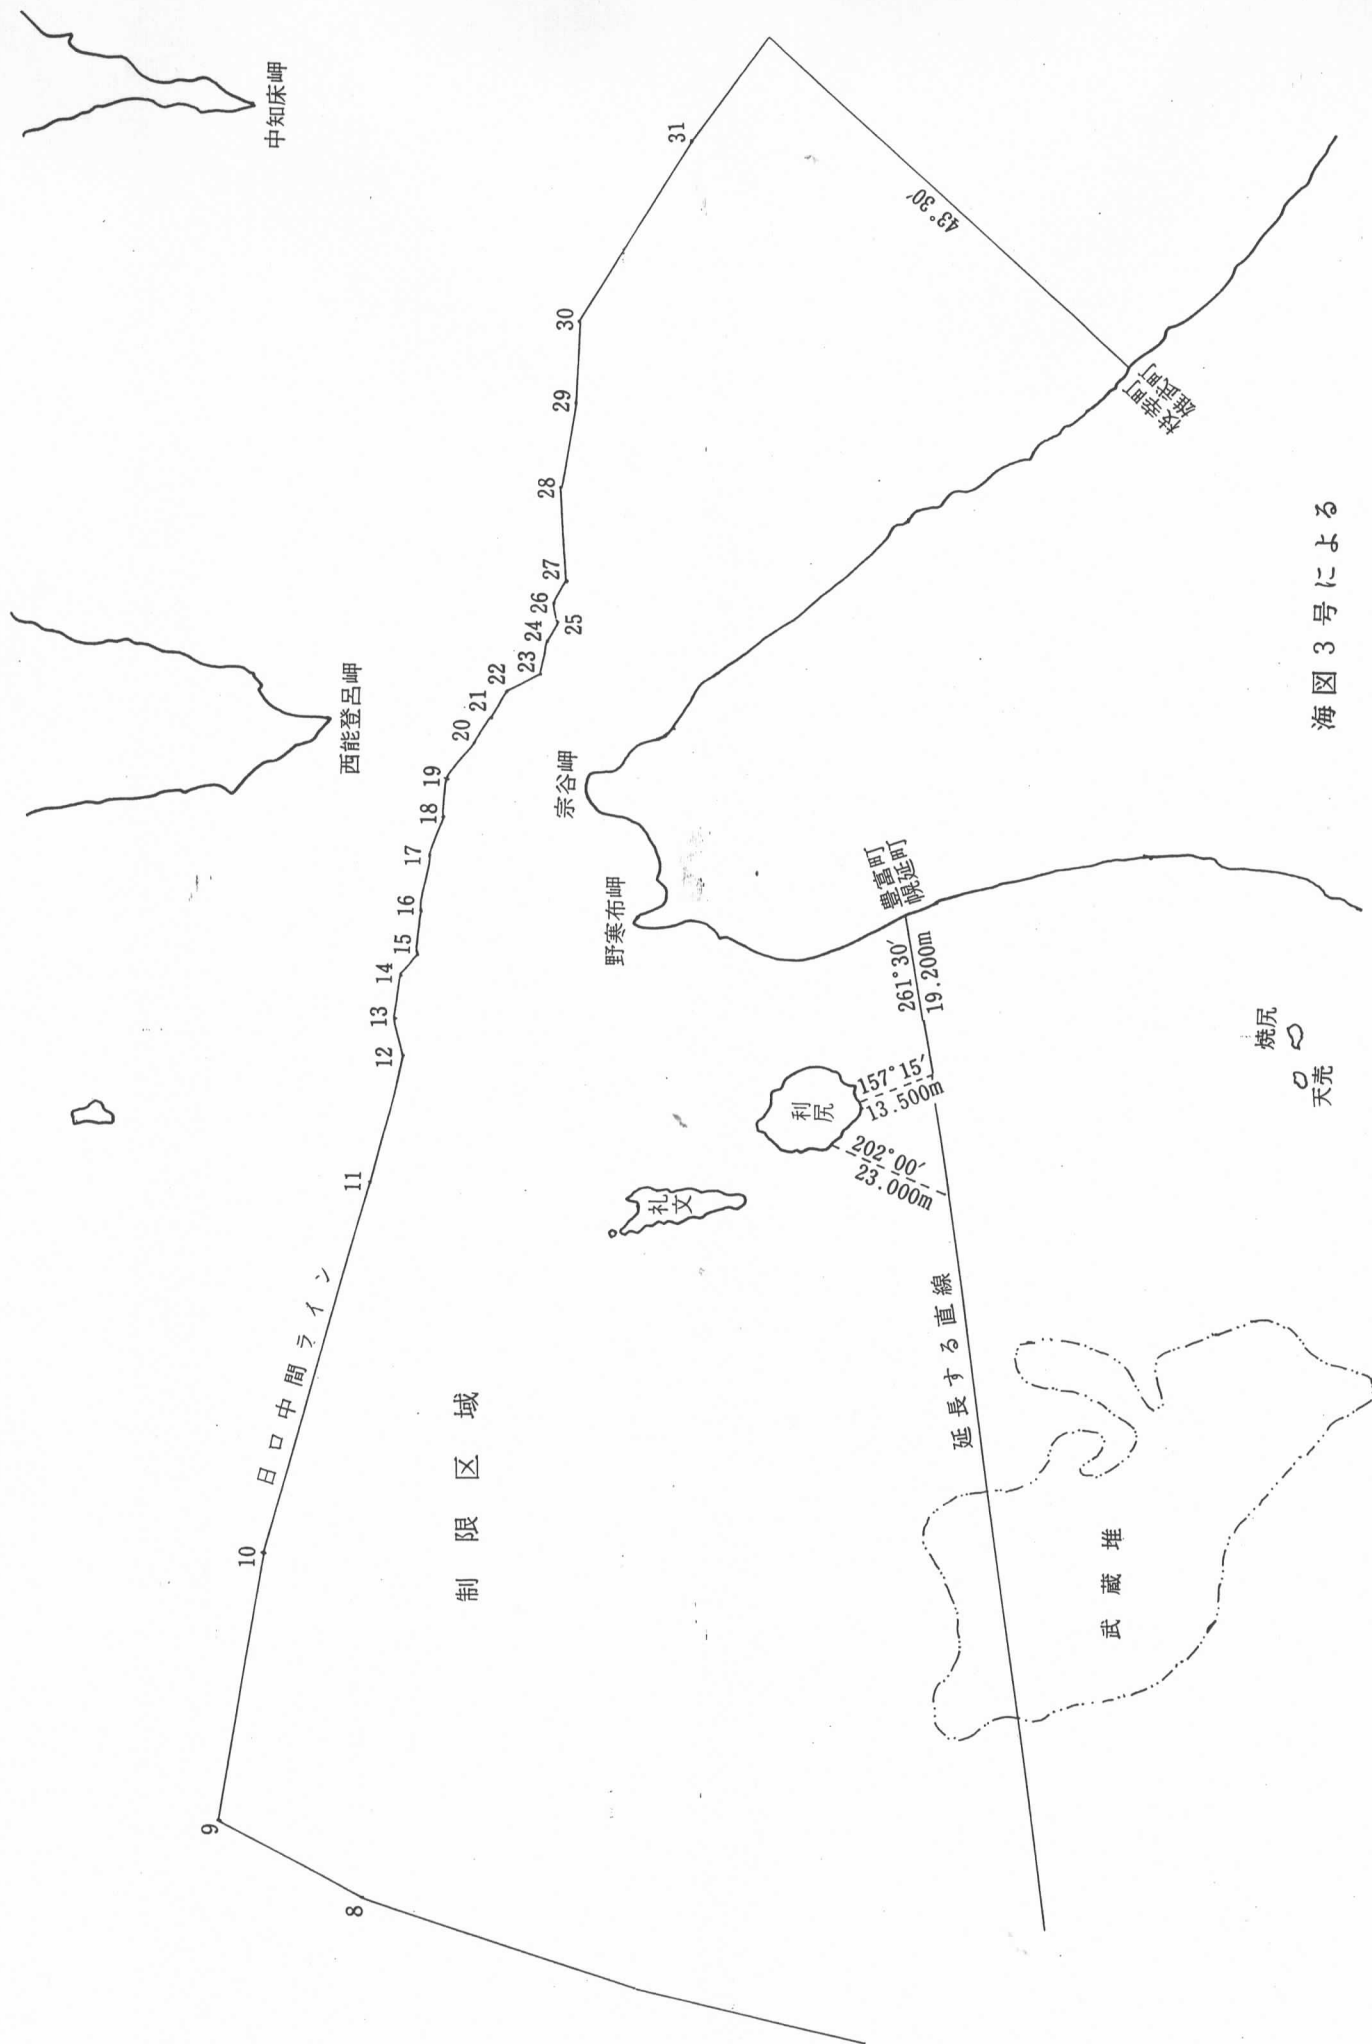 中知床岬
西能登呂岬
日ロ中間ライン
制限区域
8
9
10
11
12
13
14
15
16
17
18
19
20
21
22
23
24
25
26
27
28
29
30
31
43°30′
枝幸町
雄武町
宗谷岬
野寒布岬
豊富町
幌延町
261°30′
19.200m
利
尻
157°15′
13.500m
202°00′
23.000m
礼
文
延長する直線
武蔵堆
焼尻
天売
海図3号による